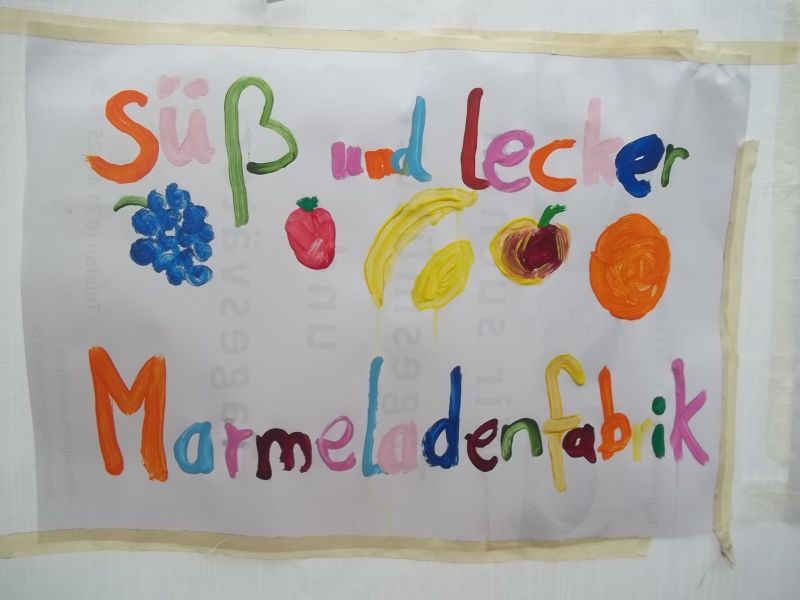 Süß und lecker
Marmeladenfabrik